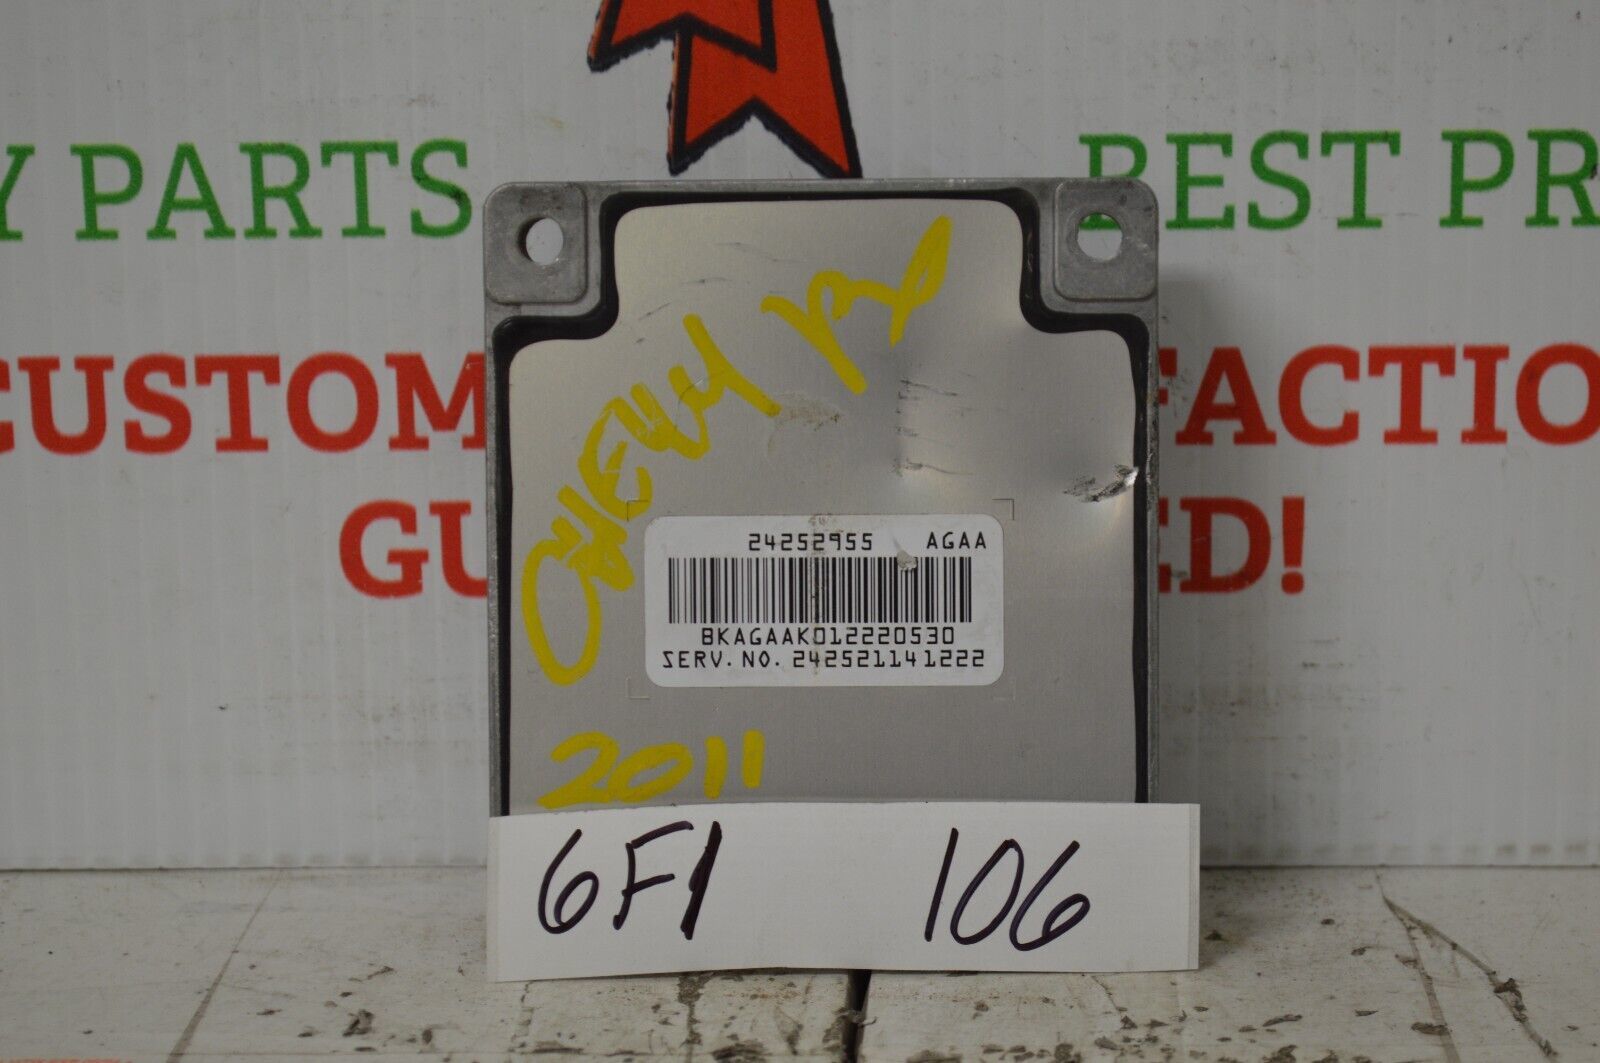 Y PARTS
BEST PR
CUSTOM
FACTIO
GU
ED!
CHEVY
2011
24252955 AGAA
BKAGAAK012220530
SERV. NO. 242521141222
6F1 106